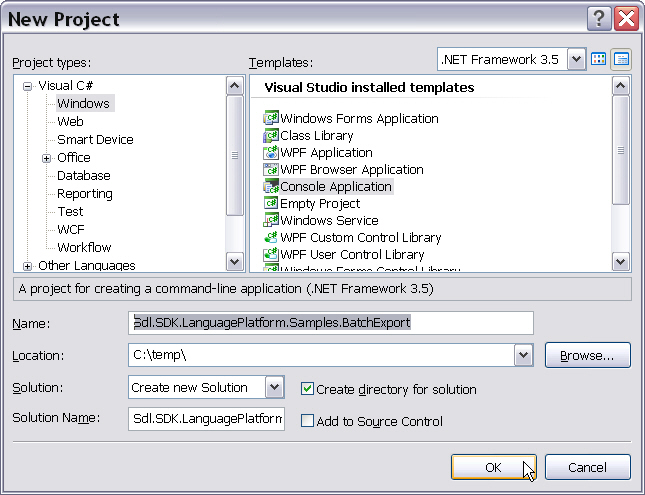 New Project
Project types:
Templates:
.NET Framework 3.5
Visual C#
Windows
Web
Smart Device
Office
Database
Reporting
Test
WCF
Workflow
Other Languages
Visual Studio installed templates
Windows Forms Application
Class Library
WPF Application
WPF Browser Application
Console Application
Empty Project
Windows Service
WPF Custom Control Library
WPF User Control Library
Windows Forms Control Library
A project for creating a command-line application (.NET Framework 3.5)
Name:
Sdl.SDK.LanguagePlatform.Samples.BatchExport
Location:
C:\temp\
Browse...
Solution:
Create new Solution
Create directory for solution
Solution Name:
Sdl.SDK.LanguagePlatform
Add to Source Control
OK
Cancel